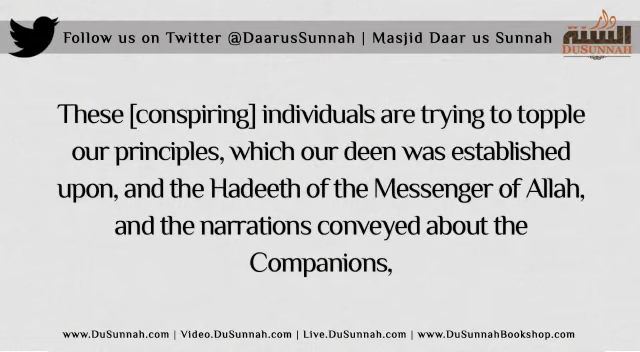 Follow us on Twitter @DaarusSunnah | Masjid Daar us Sunnah
دار
السنة
DUSUNNAH
These [conspiring] individuals are trying to topple
our principles, which our deen was established
upon, and the Hadeeth of the Messenger of Allah,
and the narrations conveyed about the
Companions,
www.DuSunnah.com | Video.DuSunnah.com | Live.DuSunnah.com | www.DuSunnahBookshop.com